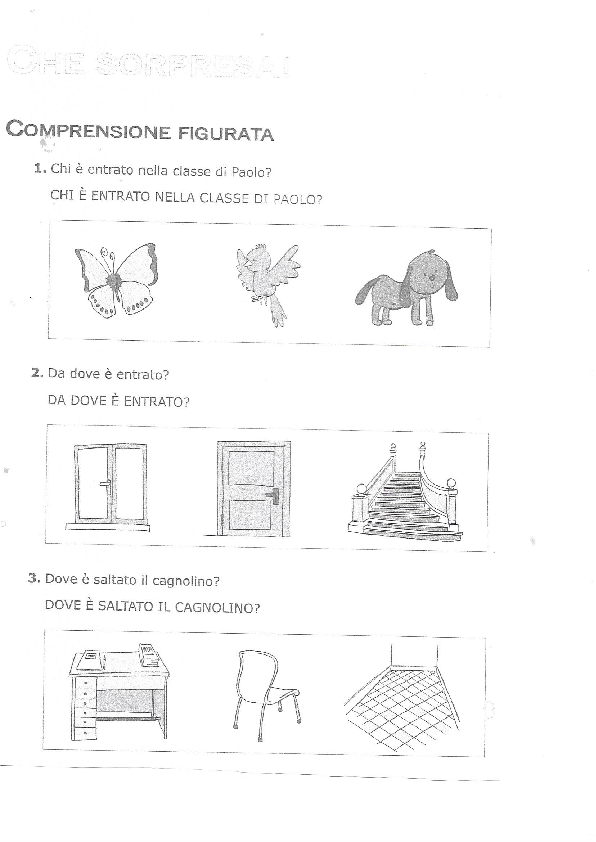 CHE SORPRESA!
COMPRENSIONE FIGURATA
1. Chi è entrato nella classe di Paolo?
CHI È ENTRATO NELLA CLASSE DI PAOLO?
2. Da dove è entrato?
DA DOVE È ENTRATO?
3. Dove è saltato il cagnolino?
DOVE È SALTATO IL CAGNOLINO?